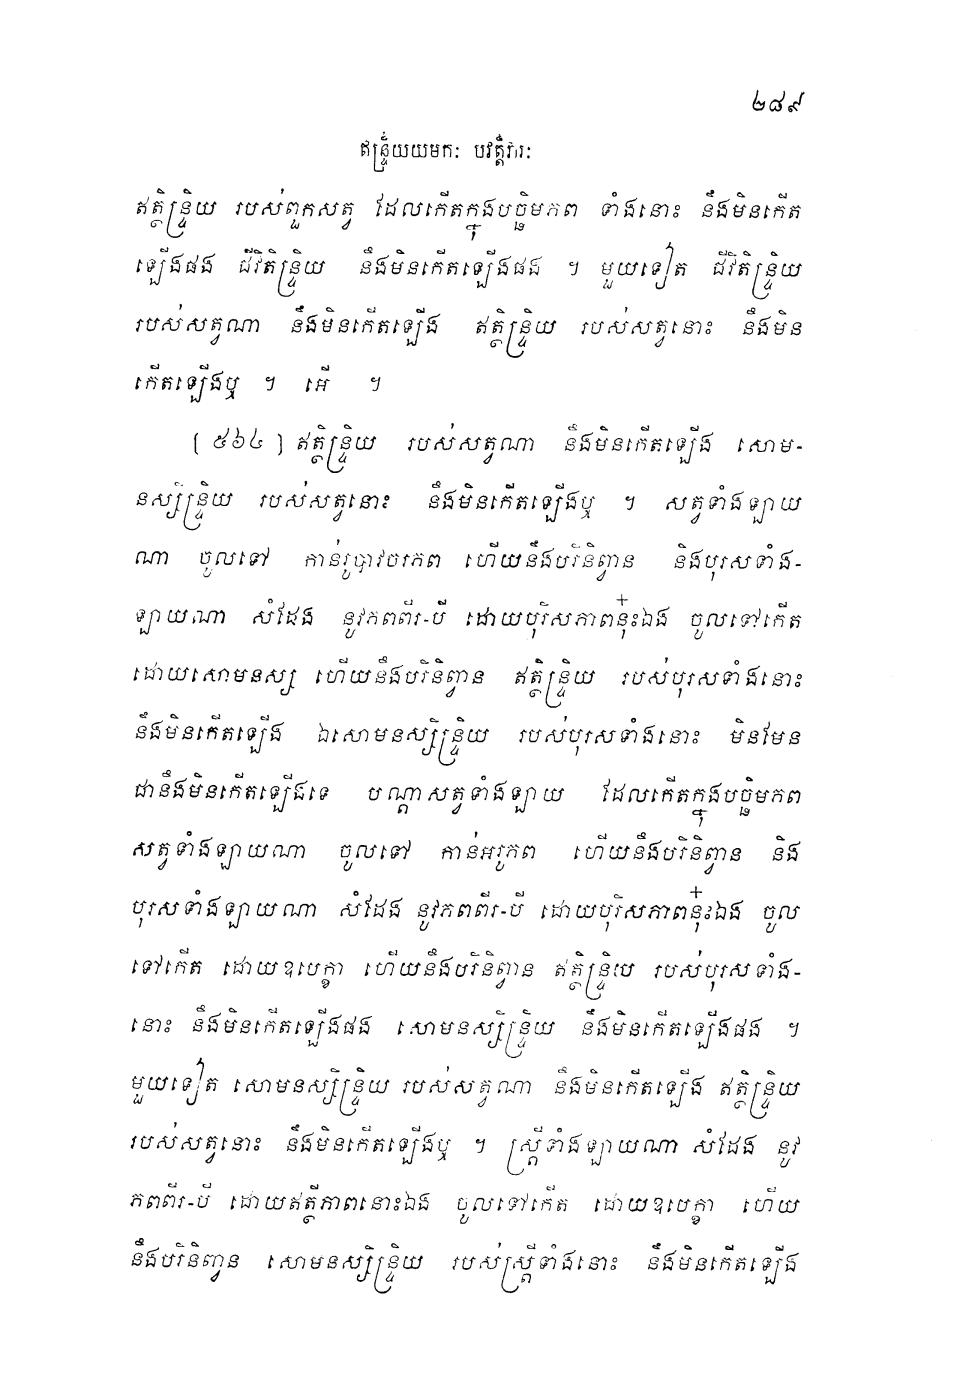 ២៨៩
ឥន្ទ្រិយយមកៈ បវត្តិវារៈ
ឥត្ថិន្ទ្រិយ របស់ពួកសត្វ ដែលកើតក្នុងបច្ឆិមភព ទាំងនោះ នឹងមិនកើត
ឡើងផង ជីវិតិន្ទ្រិយ នឹងមិនកើតឡើងផង ។ មួយទៀត ជីវិតិន្ទ្រិយ
របស់សត្វណា នឹងមិនកើតឡើង ឥត្ថិន្ទ្រិយ របស់សត្វនោះ នឹងមិន
កើតឡើងឬ ។ អើ ។
[ ៥៦៤ ] ឥត្ថិន្ទ្រិយ របស់សត្វណា នឹងមិនកើតឡើង សោម-
នស្សិន្ទ្រិយ របស់សត្វនោះ នឹងមិនកើតឡើងឬ ។ សត្វទាំងឡាយ
ណា ចូលទៅ កាន់រូបាវចរភព ហើយនឹងបរិនិព្វាន និងបុរសទាំង-
ឡាយណា សំដែង នូវភពពីរ-បី ដោយបុរិសភាពនុ៎ះឯង ចូលទៅកើត
ដោយសោមនស្ស ហើយនឹងបរិនិព្វាន ឥត្ថិន្ទ្រិយ របស់បុរសទាំងនោះ
នឹងមិនកើតឡើង ឯសោមនស្សិន្ទ្រិយ របស់បុរសទាំងនោះ មិនមែន
ជានឹងមិនកើតឡើងទេ បណ្តាសត្វទាំងឡាយ ដែលកើតក្នុងបច្ឆិមភព
សត្វទាំងឡាយណា ចូលទៅ កាន់អរូភព ហើយនឹងបរិនិព្វាន និង
បុរសទាំងឡាយណា សំដែង នូវភពពីរ-បី ដោយបុរិសភាពនុ៎ះឯង ចូល
ទៅកើត ដោយឧបេក្ខា ហើយនឹងបរិនិព្វាន ឥត្ថិន្ទ្រិយ របស់បុរសទាំង-
នោះ នឹងមិនកើតឡើងផង សោមនស្សិន្ទ្រិយ នឹងមិនកើតឡើងផង ។
មួយទៀត សោមនស្សិន្ទ្រិយ របស់សត្វណា នឹងមិនកើតឡើង ឥត្ថិន្ទ្រិយ
របស់សត្វនោះ នឹងមិនកើតឡើងឬ ។ ស្រ្តីទាំងឡាយណា សំដែង នូវ
ភពពីរ-បី ដោយឥត្ថីភាពនោះឯង ចូលទៅកើត ដោយឧបេក្ខា ហើយ
នឹងបរិនិព្វាន សោមនស្សិន្ទ្រិយ របស់ស្រ្តីទាំងនោះ នឹងមិនកើតឡើង